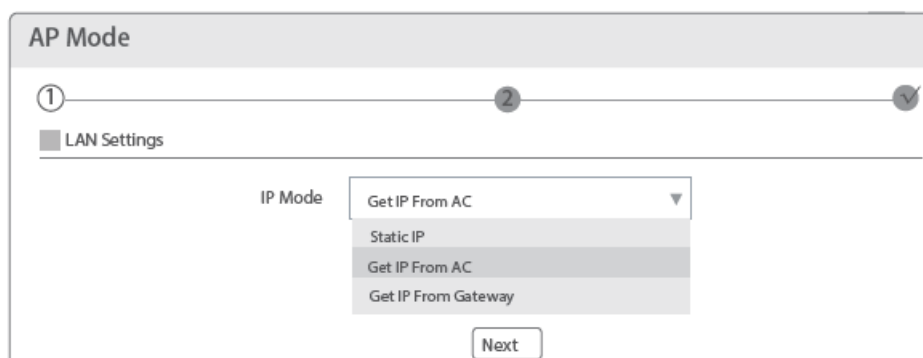 AP Mode
1 2
LAN Settings
IP Mode Get IP From AC
Static IP
Get IP From AC
Get IP From Gateway
Next